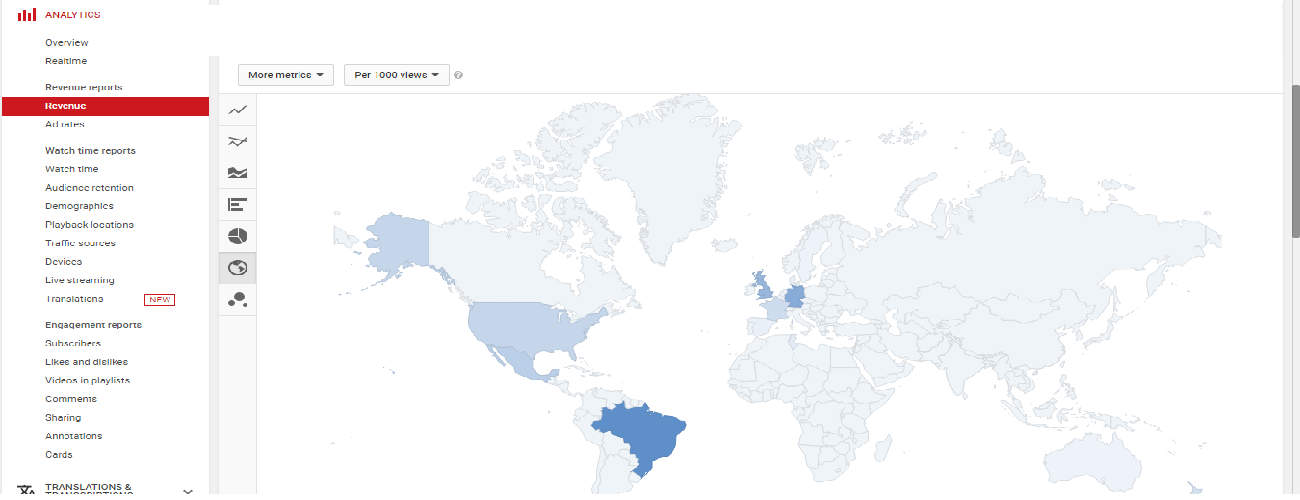 ANALYTICS
Overview
Realtime
Revenue reports
Revenue
Ad rates
Watch time reports
Watch time
Audience retention
Demographics
Playback locations
Traffic sources
Devices
Live streaming
Translations NEW
Engagement reports
Subscribers
Likes and dislikes
Videos in playlists
Comments
Sharing
Annotations
Cards
TRANSLATIONS &
TRANSCRIPTIONS
More metrics
Per 1000 views
?